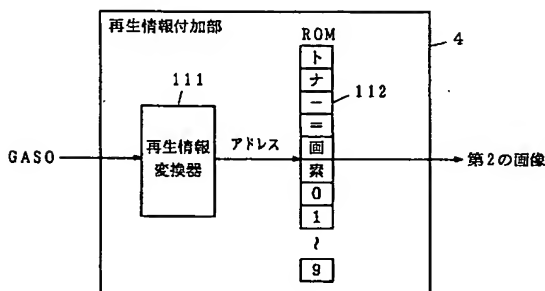 再生情報付加部
ROM
4
ト
ナ
ー
=
画
素
0
1
~
9
111
112
再生情報
変換器
GASO
アドレス
第2の画像